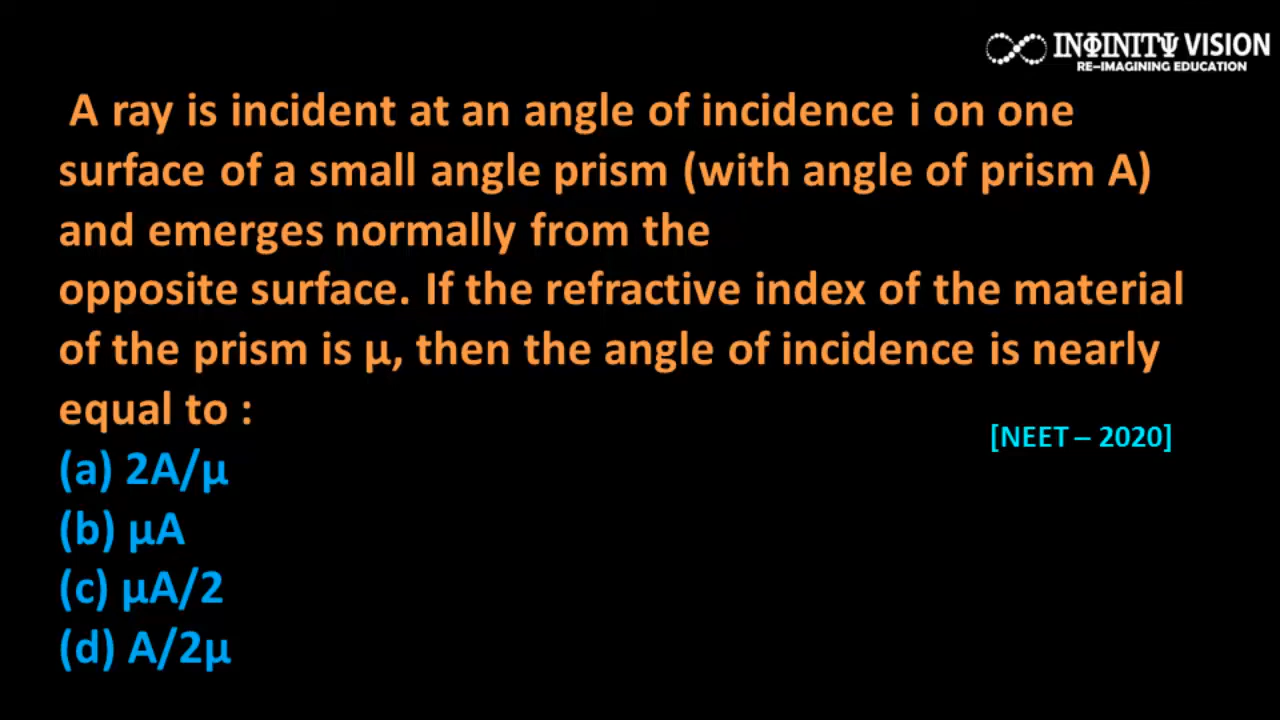 INΦINITΨ VISION
RE-IMAGINING EDUCATION
A ray is incident at an angle of incidence i on one
surface of a small angle prism (with angle of prism A)
and emerges normally from the
opposite surface. If the refractive index of the material
of the prism is μ, then the angle of incidence is nearly
equal to :
[NEET – 2020]
(a) 2A/μ
(b) μA
(c) μA/2
(d) A/2μ